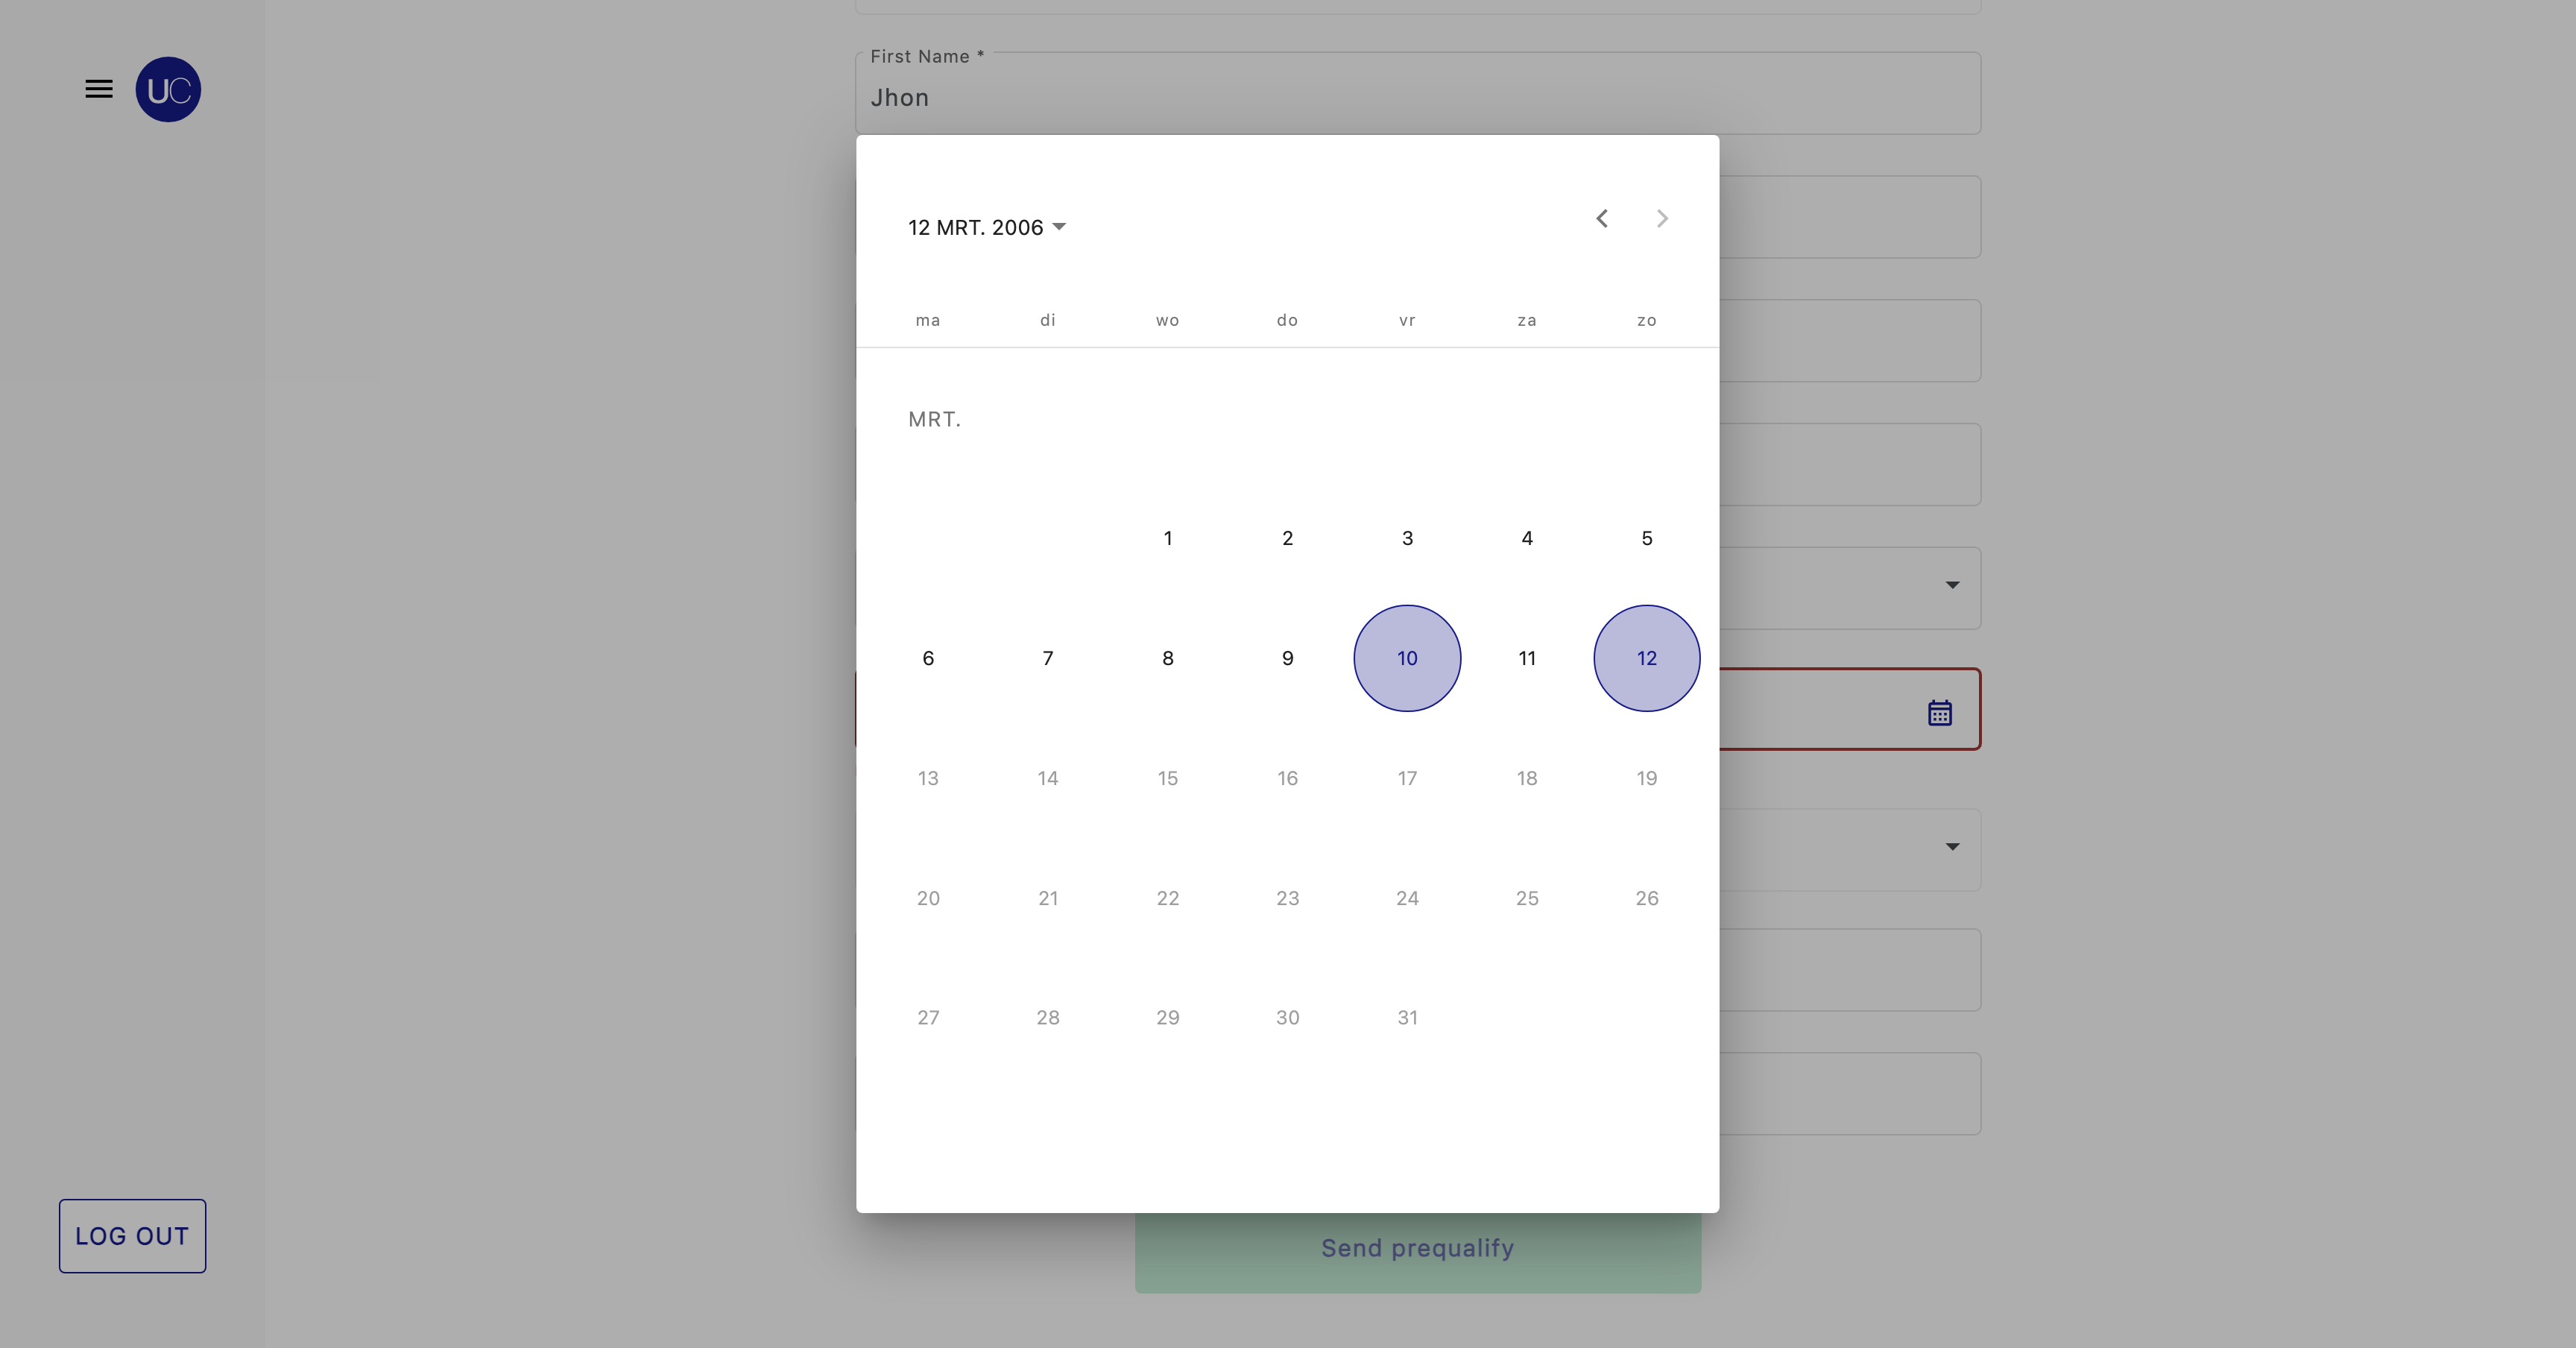 First Name *
UC
Jhon
12 MRT. 2006
ma di wo do vr za zo
MRT.
1 2 3 4 5
6 7 8 9 10 11 12
13 14 15 16 17 18 19
20 21 22 23 24 25 26
27 28 29 30 31
LOG OUT
Send prequalify